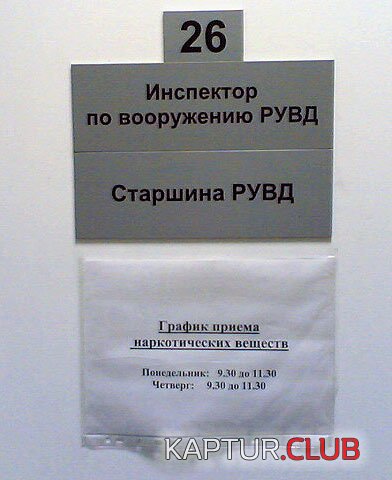 26
Инспектор
по вооружению РУВД
Старшина РУВД
График приема
наркотических веществ
Понедельник: 9.30 до 11.30
Четверг: 9.30 до 11.30
KAPTUR.CLUB